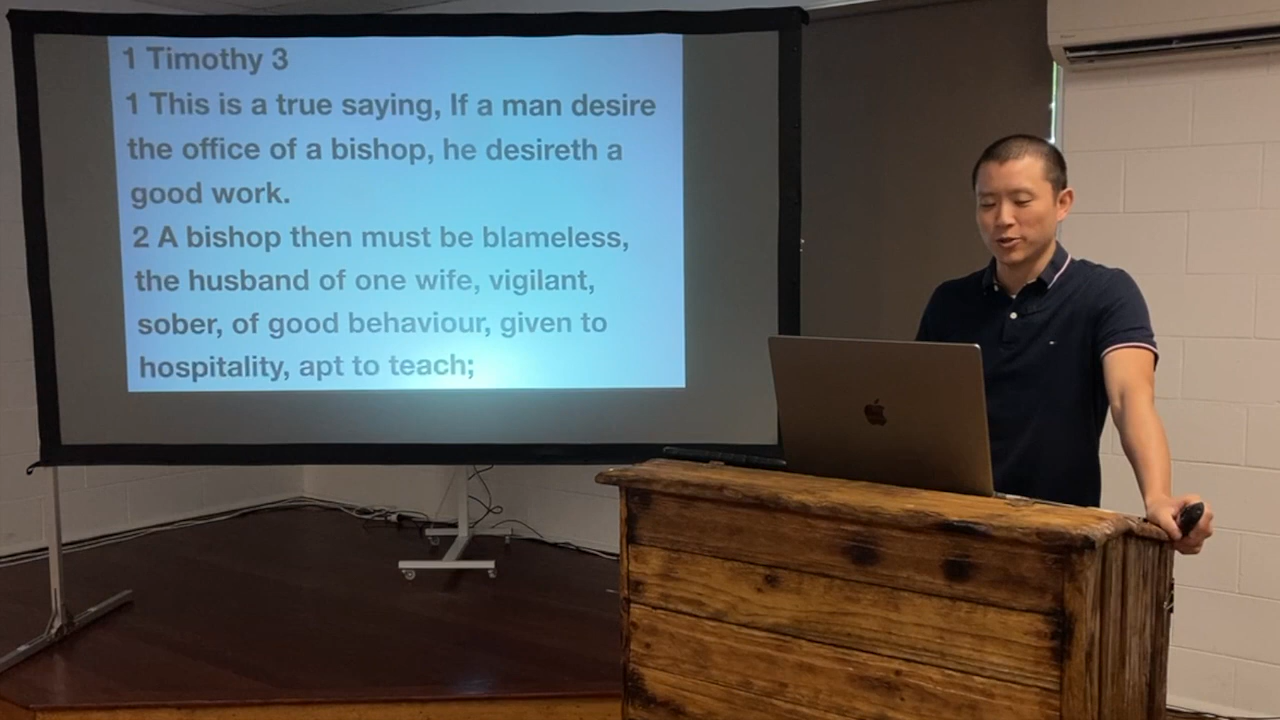 1 Timothy 3
1 This is a true saying, If a man desire
the office of a bishop, he desireth a
good work.
2 A bishop then must be blameless,
the husband of one wife, vigilant,
sober, of good behaviour, given to
hospitality, apt to teach;